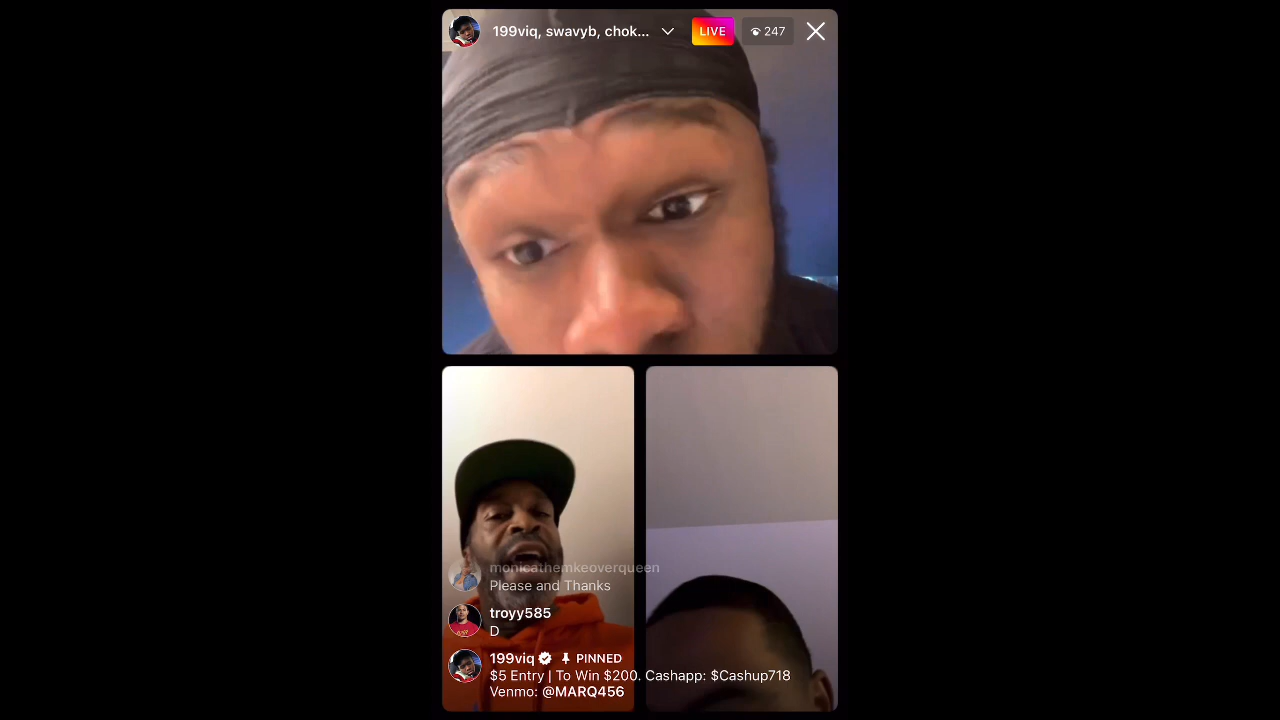 199viq, swavyb, chok...
LIVE
247
monicathemkeoverqueen
Please and Thanks
troyy585
D
199viq PINNED
$5 Entry | To Win $200. Cashapp: $Cashup718
Venmo: @MARQ456